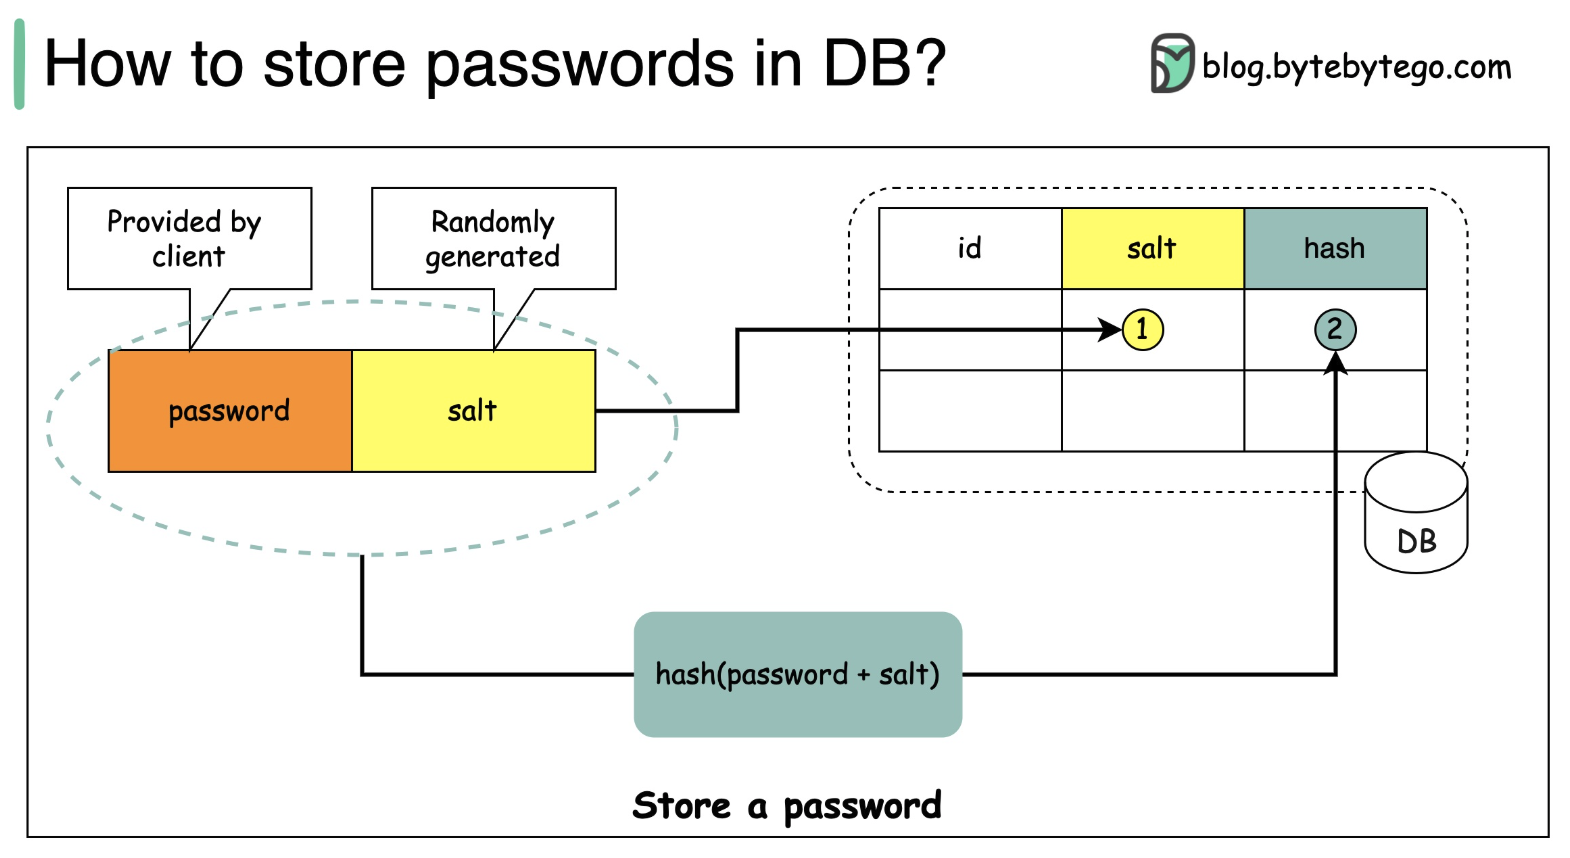 How to store passwords in DB?
blog.bytebytego.com
Provided by
client
Randomly
generated
password
salt
id
salt
hash
1
2
DB
hash(password + salt)
Store a password